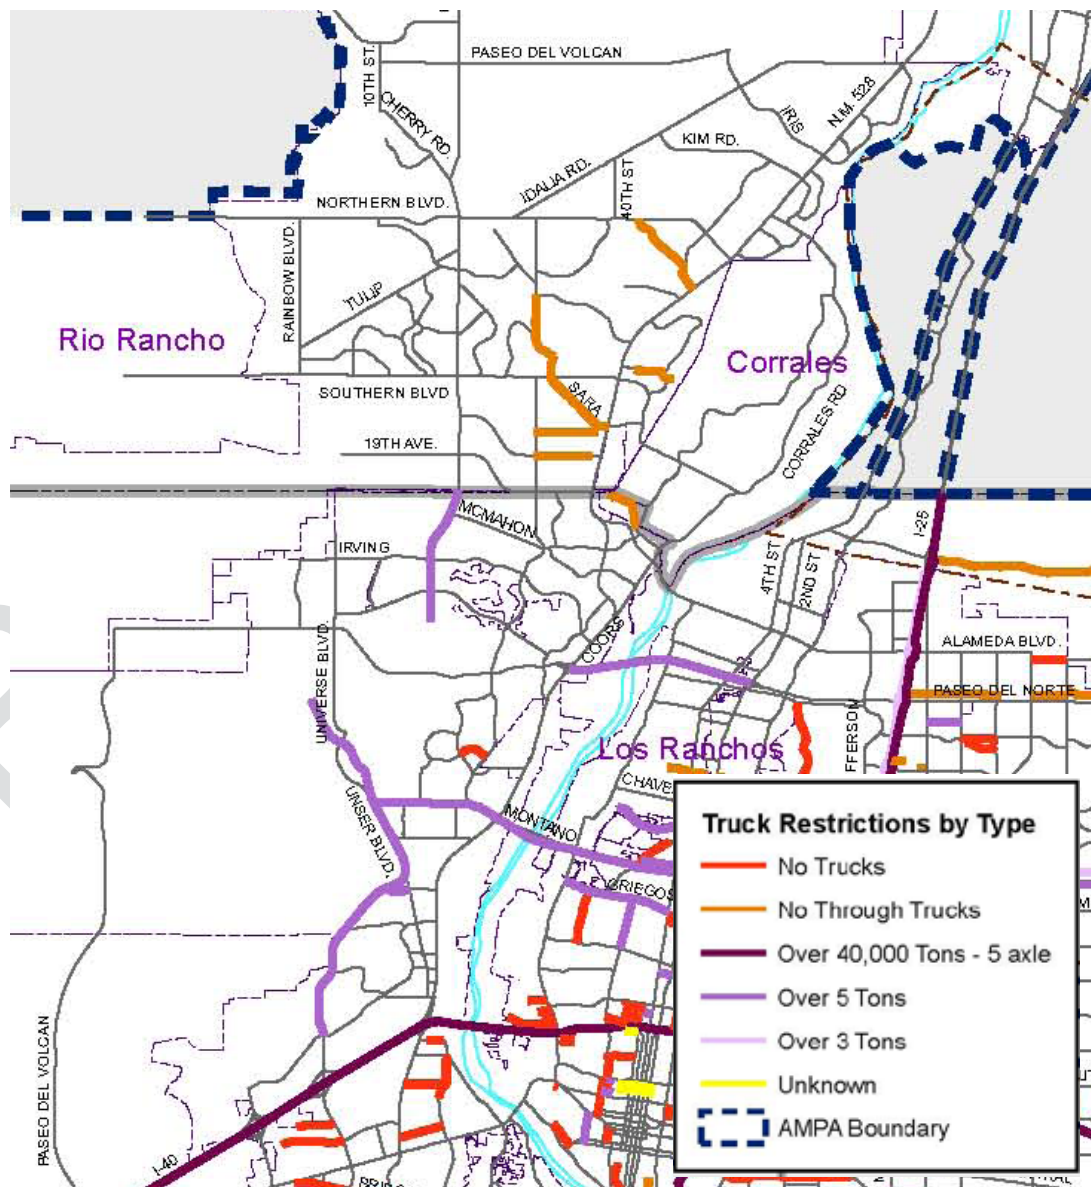 PASEO DEL VOLCAN
10TH ST.
CHERRY RD.
IRIS
N.M. 528
KIM RD.
IDALIA RD.
40TH ST
NORTHERN BLVD.
RAINBOW BLVD.
TULIP
Rio Rancho
Corrales
SOUTHERN BLVD
SARA
CORRALES RD
19TH AVE.
MCMAHON
I-25
IRVING
4TH ST
2ND ST
ALAMEDA BLVD.
COORS
UNIVERSE BLVD.
PASEO DEL NORTE
FFERSON
Los Ranchos
CHAVE
UNSER BLVD.
MONTANO
GRIEGOS
PASEO DEL VOLCAN
I-40
Truck Restrictions by Type
No Trucks
No Through Trucks
Over 40,000 Tons - 5 axle
Over 5 Tons
Over 3 Tons
Unknown
AMPA Boundary